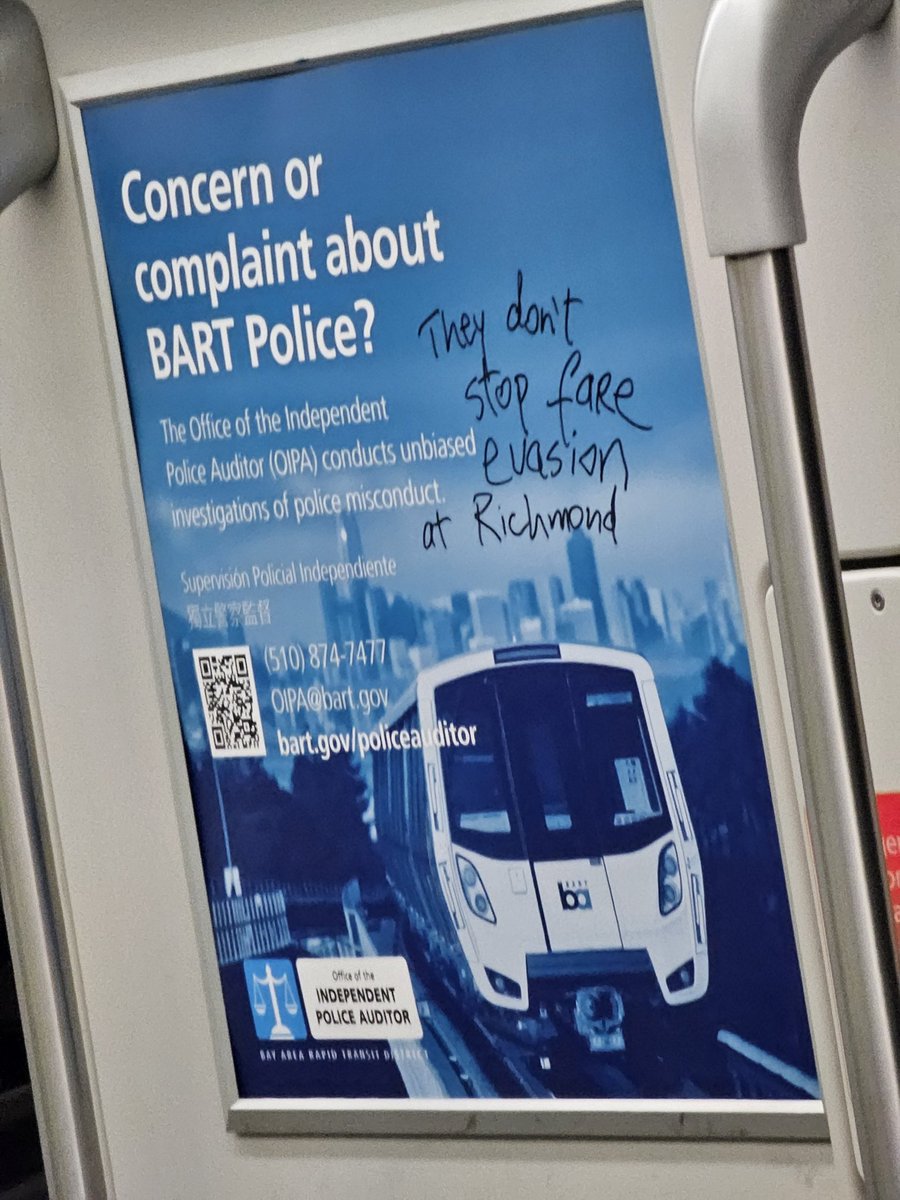 Concern or
complaint about
BART Police?
They don't
stop fare
evasion
at Richmond
The Office of the Independent
Police Auditor (OIPA) conducts unbiased
investigations of police misconduct.
Supervisión Policial Independiente
獨立警察監督
(510) 874-7477
OIPA@bart.gov
bart.gov/policeauditor
BART
ba
Office of the
INDEPENDENT
POLICE AUDITOR
BAY AREA RAPID TRANSIT DISTRICT